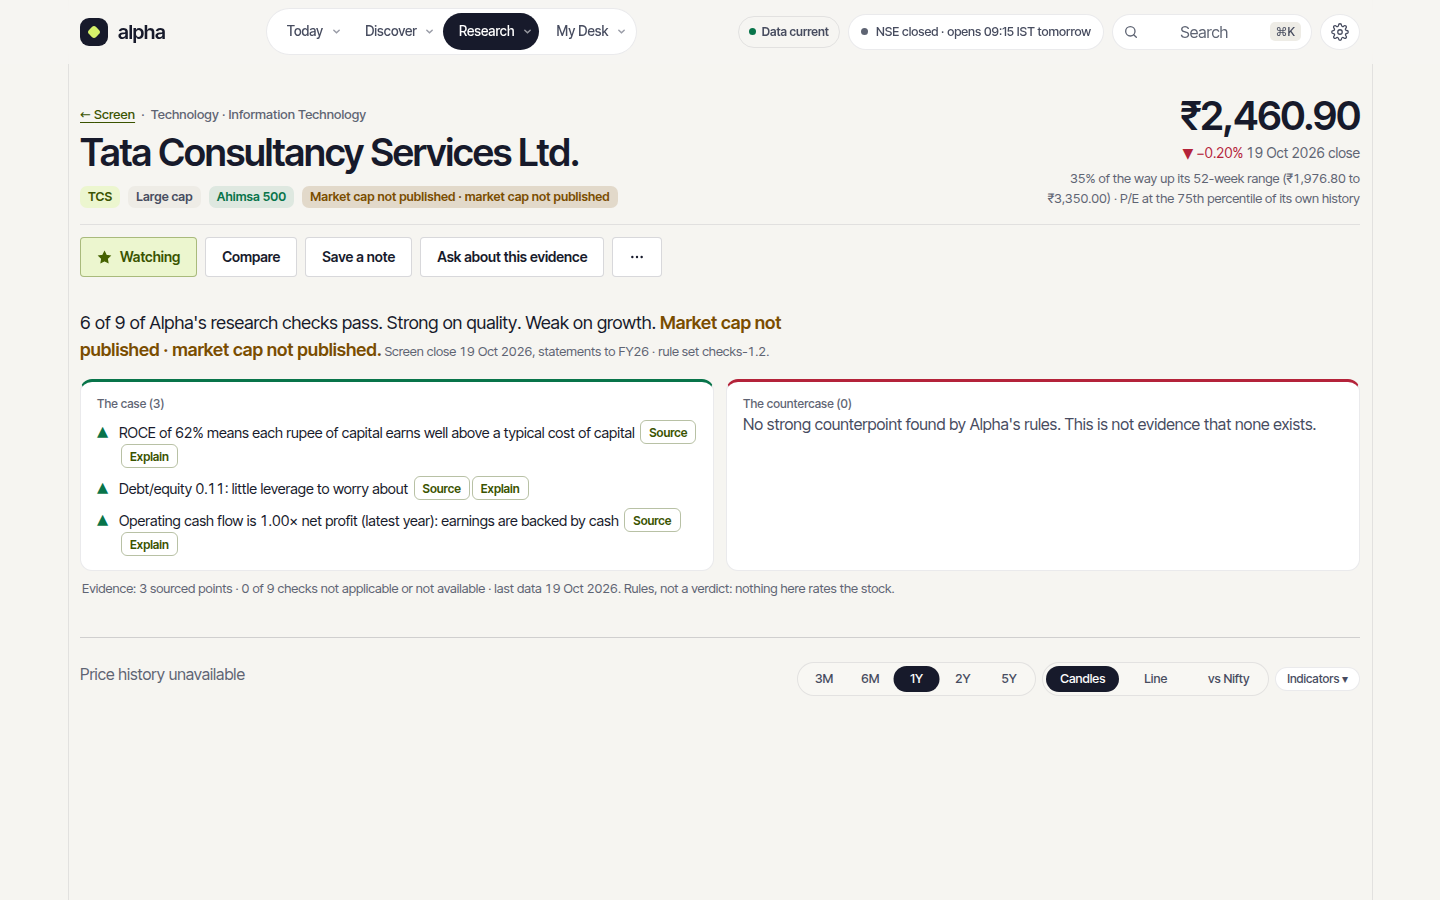 alpha
Today
Discover
Research
My Desk
Data current
NSE closed · opens 09:15 IST tomorrow
Search
⌘K
← Screen · Technology · Information Technology
Tata Consultancy Services Ltd.
TCS
Large cap
Ahimsa 500
Market cap not published · market cap not published
₹2,460.90
▼ −0.20% 19 Oct 2026 close
35% of the way up its 52-week range (₹1,976.80 to
₹3,350.00) · P/E at the 75th percentile of its own history
★ Watching
Compare
Save a note
Ask about this evidence
···
6 of 9 of Alpha's research checks pass. Strong on quality. Weak on growth. Market cap not
published · market cap not published. Screen close 19 Oct 2026, statements to FY26 · rule set checks-1.2.
The case (3)
▲ ROCE of 62% means each rupee of capital earns well above a typical cost of capital Source
Explain
▲ Debt/equity 0.11: little leverage to worry about Source Explain
▲ Operating cash flow is 1.00× net profit (latest year): earnings are backed by cash Source
Explain
The countercase (0)
No strong counterpoint found by Alpha's rules. This is not evidence that none exists.
Evidence: 3 sourced points · 0 of 9 checks not applicable or not available · last data 19 Oct 2026. Rules, not a verdict: nothing here rates the stock.
Price history unavailable
3M
6M
1Y
2Y
5Y
Candles
Line
vs Nifty
Indicators ▾